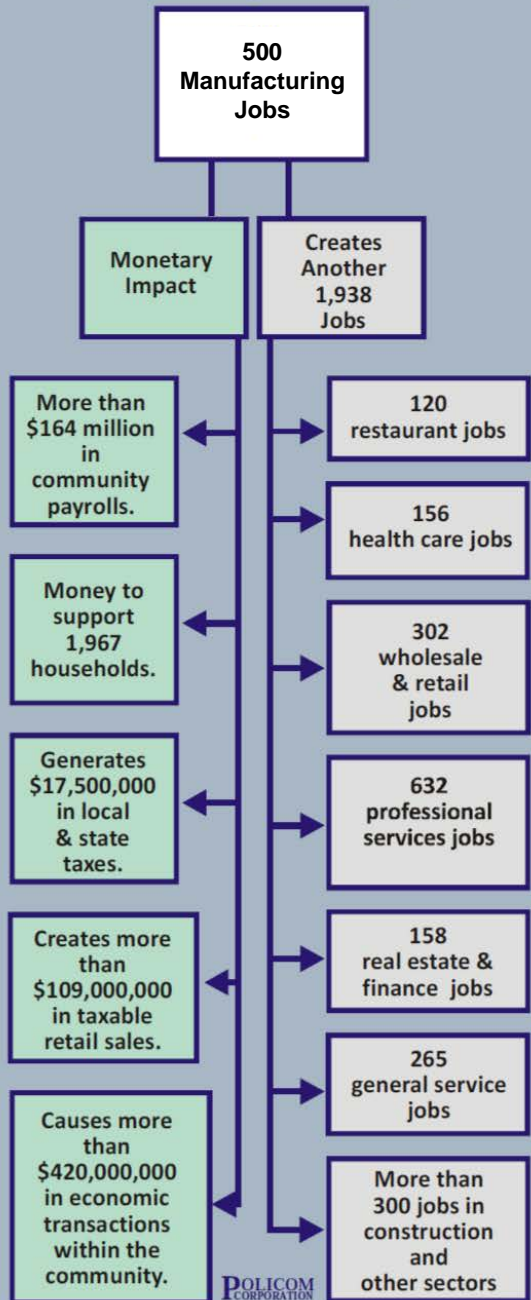 500
Manufacturing
Jobs
Monetary
Impact
More than
$164 million
in
community
payrolls.
Money to
support
1,967
households.
Generates
$17,500,000
in local
& state
taxes.
Creates more
than
$109,000,000
in taxable
retail sales.
Causes more
than
$420,000,000
in economic
transactions
within the
community.
Creates
Another
1,938
Jobs
120
restaurant jobs
156
health care jobs
302
wholesale
& retail
jobs
632
professional
services jobs
158
real estate &
finance jobs
265
general service
jobs
More than
300 jobs in
construction
and
other sectors
POLICOM
CORPORATION